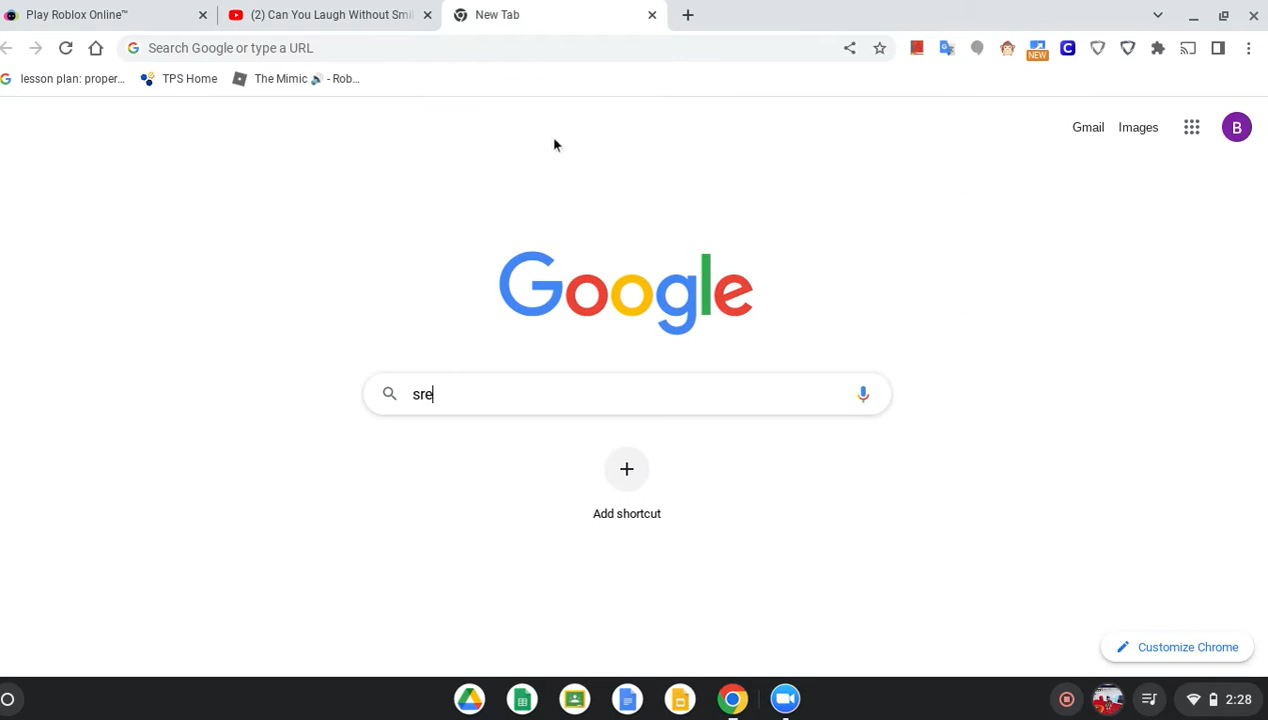 Play Roblox Online™
(2) Can You Laugh Without Smi
New Tab
Search Google or type a URL
NEW
C
lesson plan: proper...
TPS Home
The Mimic 🔊 - Rob...
Gmail
Images
B
Google
sre
Add shortcut
Customize Chrome
2:28